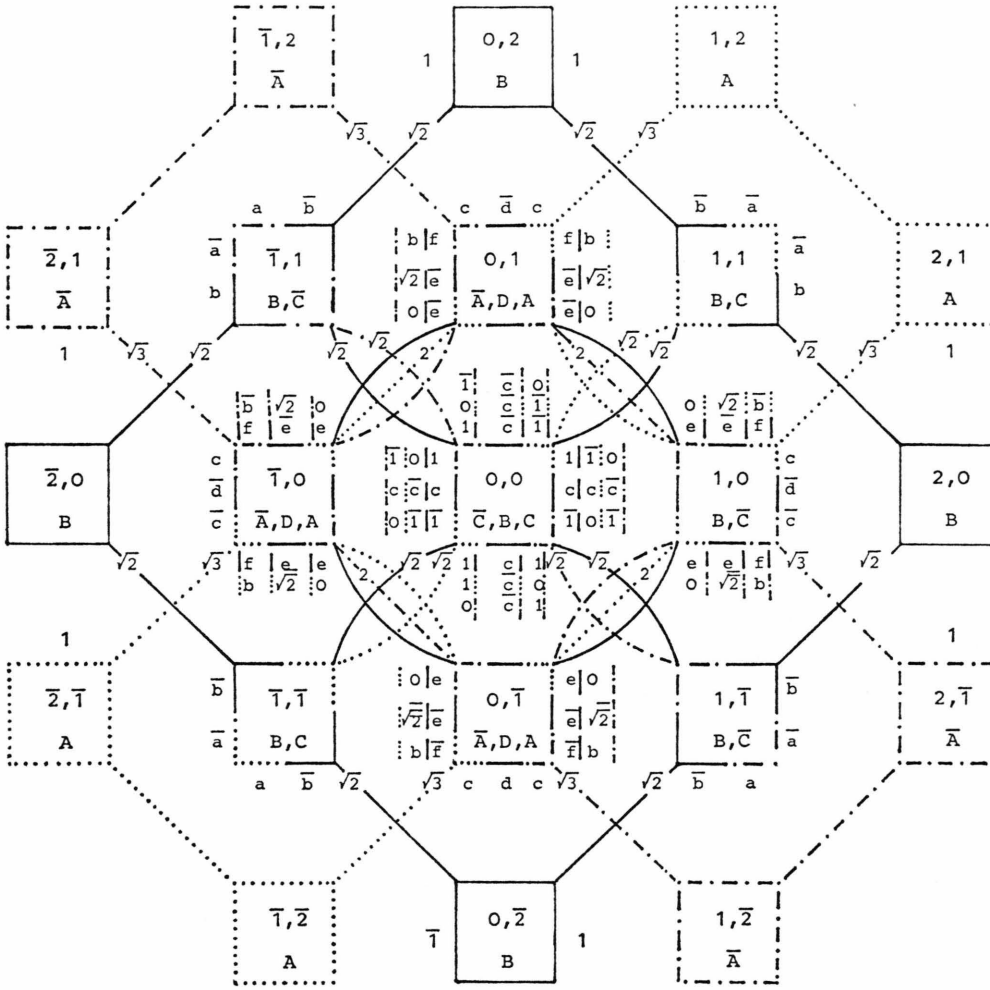 1̅,2 0,2 1,2
1 1
A̅ B A
√3 √2 √2 √3
a b̅ c d̅ c b̅ a̅
a̅ b f f b a̅
2̅,1 1̅,1 0,1 1,1 2,1
b √2 e̅ e̅ √2 b
A̅ B,C̅ A̅,D,A B,C A
0 e̅ e̅ 0
1 √3 √2 √2 √2 2 2 √2 √2 √2 √3 1
1̅ c̅ 0
b̅ √2 0 0 c̅ 1̅ 0 √2 b̅
f e̅ e 1 c 1̅ e e̅ f
c 1̅ 0 1 1 1̅ 0 c
2̅,0 1̅,0 0,0 1,0 2,0
d̅ c c̅ c c c c̅ d̅
B A̅,D,A C̅,B,C B,C̅ B
c̅ 0 1̅ 1̅ 1̅ 0 1̅ c̅
√2 √3 f e e 2 √2 √2 1 c 1 √2 √2 2 e e f √3 √2
b √2̅ 0 1 c̅ 0 0 √2̅ b
0 c̅ 1
1 1
b̅ 0 e e 0 b̅
2̅,1̅ 1̅,1̅ 0,1̅ 1,1̅ 2,1̅
√2̅ e̅ e̅ √2̅
A a̅ B,C A̅,D,A B,C̅ a̅ A̅
b f̅ f̅ b
a b̅ √2 √3 c d c √3 √2 b̅ a
1̅,2̅ 0,2̅ 1,2̅
1̅ 1
A B A̅